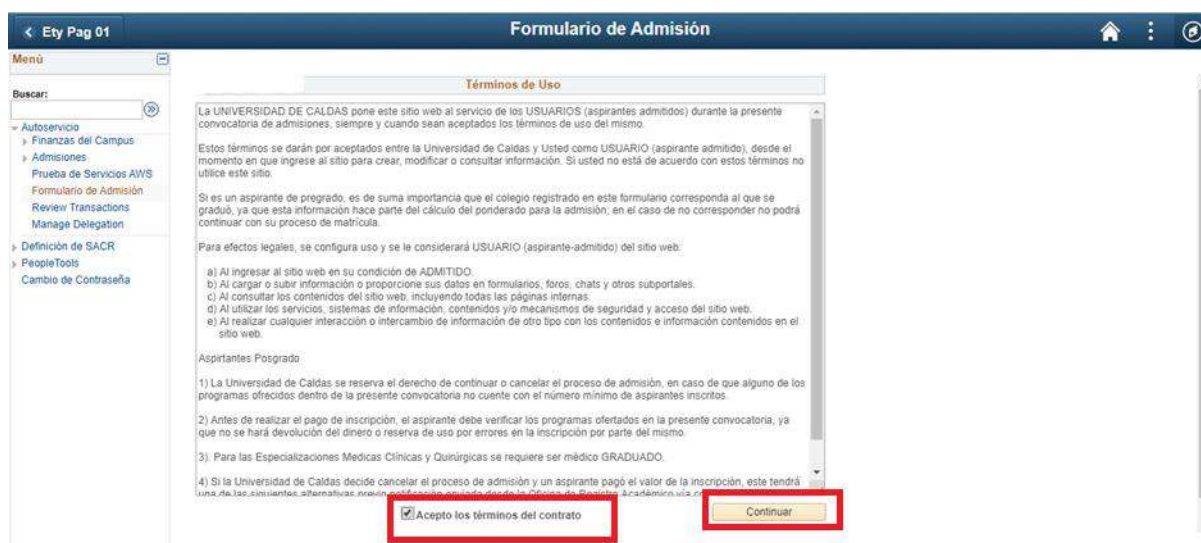 Ety Pag 01
Formulario de Admisión
Menú
Buscar:
Autoservicio
Finanzas del Campus
Admisiones
Prueba de Servicios AWS
Formulario de Admisión
Review Transactions
Manage Delegation
Definición de SACR
PeopleTools
Cambio de Contraseña
Términos de Uso
La UNIVERSIDAD DE CALDAS pone este sitio web al servicio de los USUARIOS (aspirantes admitidos) durante la presente
convocatoria de admisiones, siempre y cuando sean aceptados los términos de uso del mismo.
Estos términos se darán por aceptados entre la Universidad de Caldas y Usted como USUARIO (aspirante admitido), desde el
momento en que ingrese al sitio para crear, modificar o consultar información. Si usted no está de acuerdo con estos términos no
utilice este sitio.
Si es un aspirante de pregrado, es de suma importancia que el colegio registrado en este formulario corresponda al que se
graduó, ya que esta información hace parte del cálculo del ponderado para la admisión; en el caso de no corresponder no podrá
continuar con su proceso de matrícula.
Para efectos legales, se configura uso y se le considerará USUARIO (aspirante-admitido) del sitio web:
a) Al ingresar al sitio web en su condición de ADMITIDO.
b) Al cargar o subir información o proporcione sus datos en formularios, foros, chats y otros subportales.
c) Al consultar los contenidos del sitio web, incluyendo todas las páginas internas.
d) Al utilizar los servicios, sistemas de información, contenidos y/o mecanismos de seguridad y acceso del sitio web.
e) Al realizar cualquier interacción o intercambio de información de otro tipo con los contenidos e información contenidos en el
sitio web.
Aspirtantes Posgrado
1) La Universidad de Caldas se reserva el derecho de continuar o cancelar el proceso de admisión, en caso de que alguno de los
programas ofrecidos dentro de la presente convocatoria no cuente con el número mínimo de aspirantes inscritos.
2) Antes de realizar el pago de inscripción, el aspirante debe verificar los programas ofertados en la presente convocatoria, ya
que no se hará devolución del dinero o reserva de uso por errores en la inscripción por parte del mismo.
3). Para las Especializaciones Medicas Clínicas y Quirúrgicas se requiere ser médico GRADUADO.
4) Si la Universidad de Caldas decide cancelar el proceso de admisión y un aspirante pagó el valor de la inscripción, este tendrá
una de las siguientes alternativas previo notificación enviada desde la Oficina de Registro Académico vía
Acepto los términos del contrato
Continuar